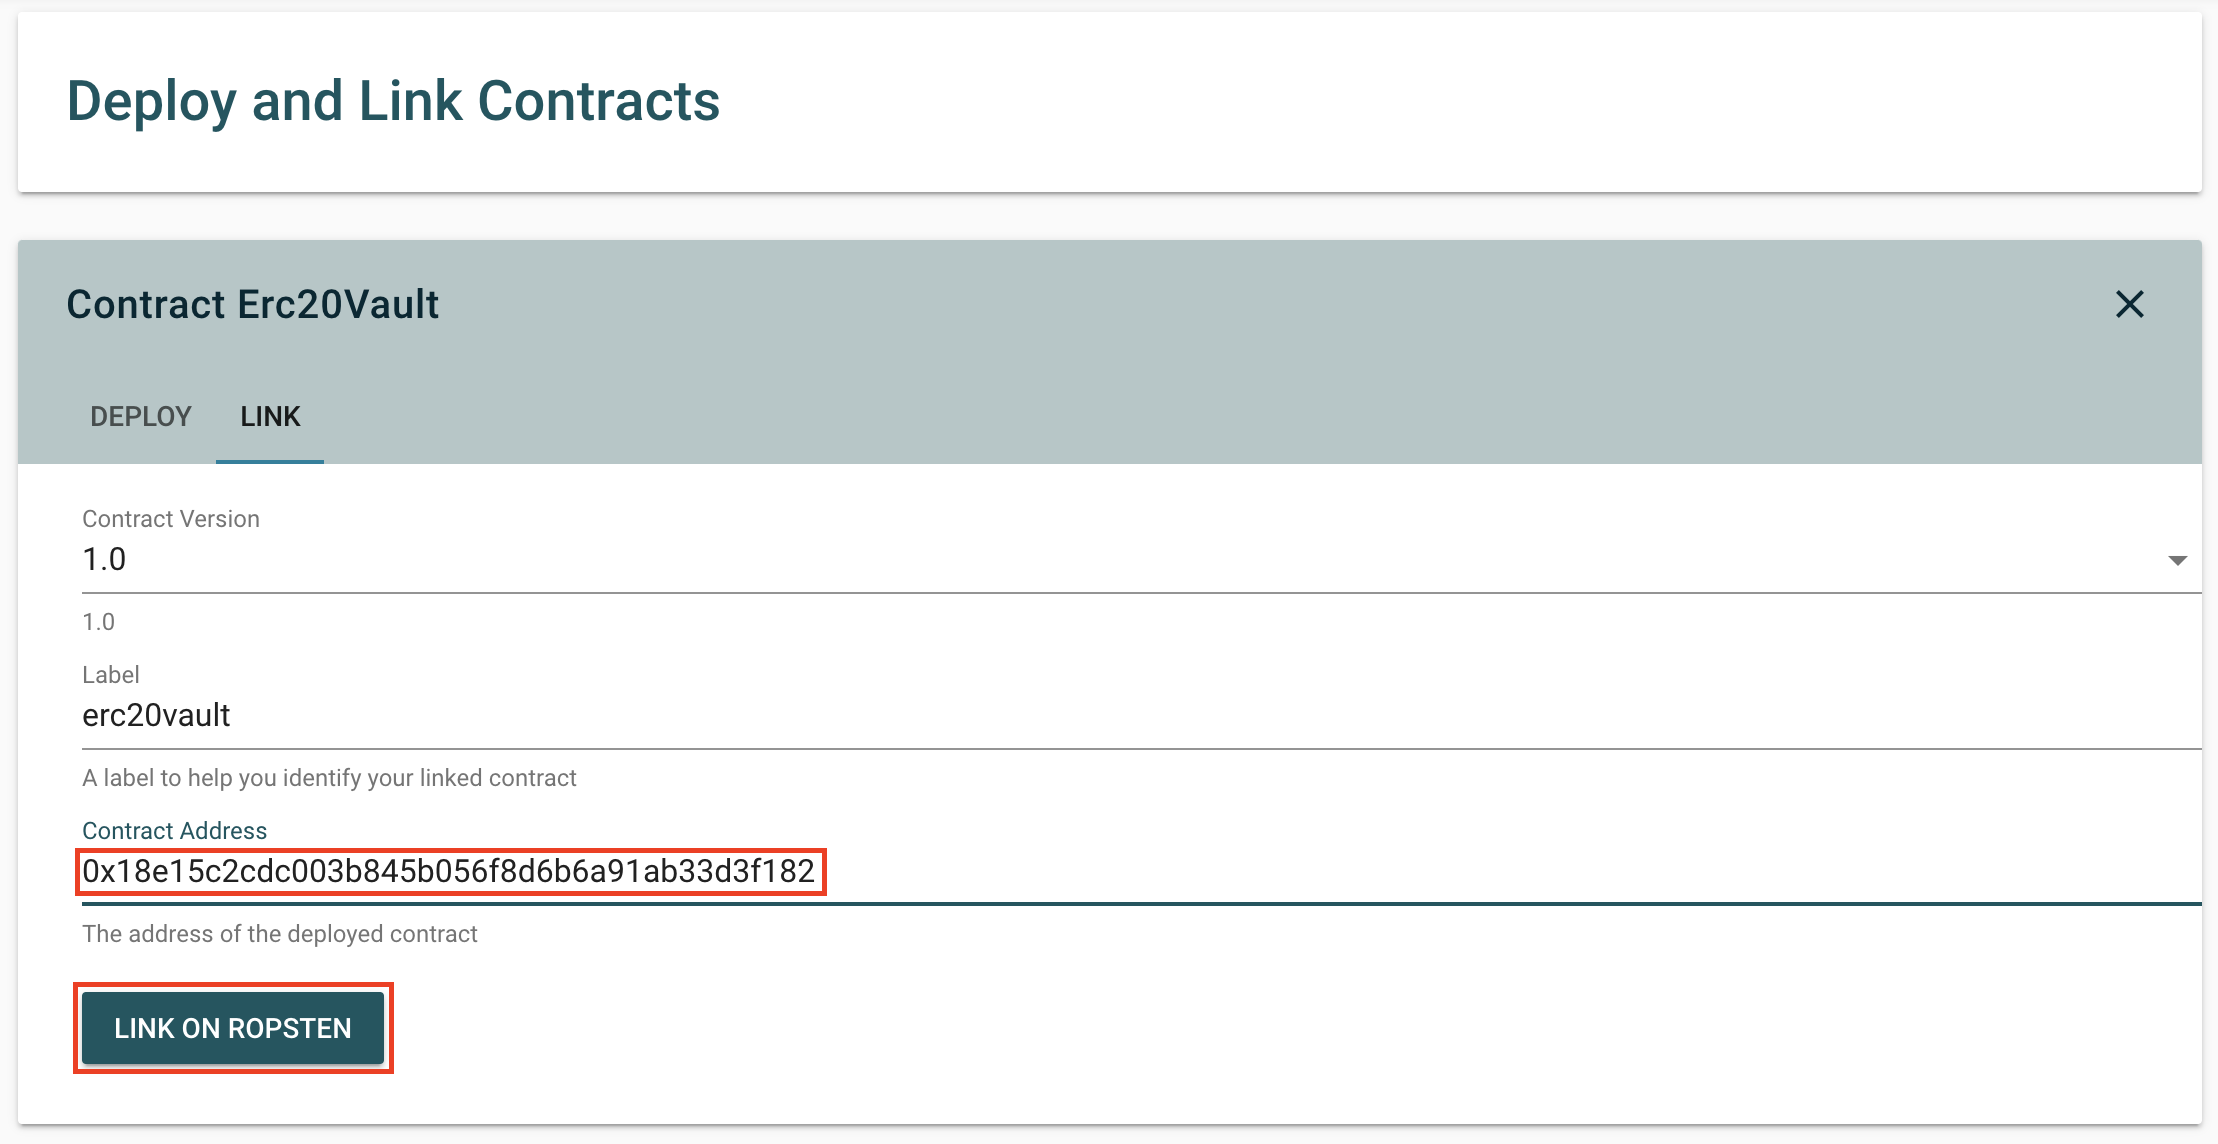 Deploy and Link Contracts
Contract Erc20Vault
DEPLOY LINK
Contract Version
1.0
1.0
Label
erc20vault
A label to help you identify your linked contract
Contract Address
0x18e15c2cdc003b845b056f8d6b6a91ab33d3f182
The address of the deployed contract
LINK ON ROPSTEN